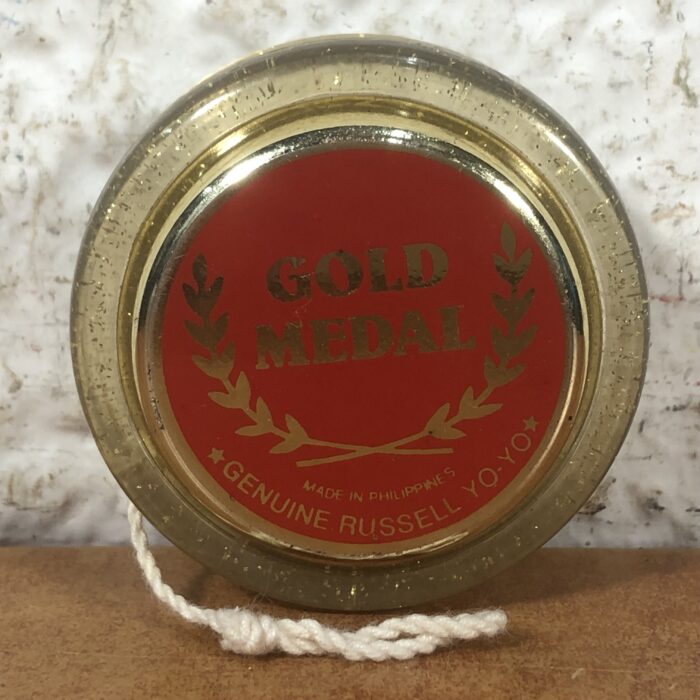 GOLD
MEDAL
MADE IN PHILIPPINES
★GENUINE RUSSELL YO-YO★